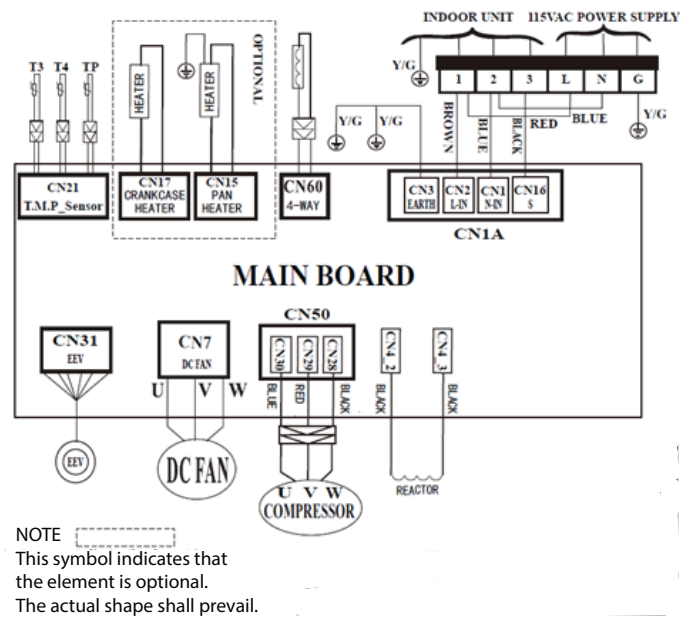 INDOOR UNIT 115VAC POWER SUPPLY
T3 T4 TP
HEATER
HEATER
OPTIONAL
Y/G
1 2 3 L N G
Y/G Y/G
BROWN
BLUE
BLACK
RED
BLUE
Y/G
CN21
T.M.P_Sensor
CN17
CRANKCASE
HEATER
CN15
PAN
HEATER
CN60
4-WAY
CN3
EARTH
CN2
L-IN
CN1
N-IN
CN16
S
CN1A
MAIN BOARD
CN31
EEV
CN7
DC FAN
U V W
CN50
CN30
CN29
CN28
BLUE
RED
BLACK
CN4_2
CN4_3
BLACK
BLACK
EEV
DC FAN
U V W
COMPRESSOR
REACTOR
NOTE
This symbol indicates that
the element is optional.
The actual shape shall prevail.